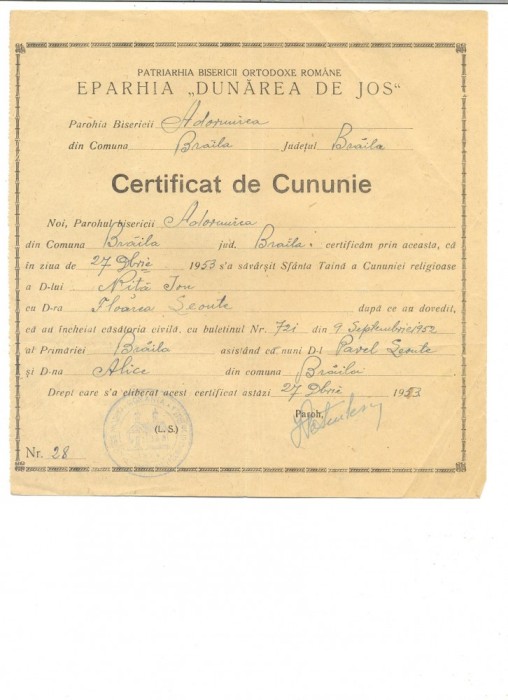 PATRIARHIA BISERICII ORTODOXE ROMÂNE
EPARHIA „DUNĂREA DE JOS“
Parohia Bisericii Adormirea
din Comuna Brăila Județul Brăila
Certificat de Cununie
Noi, Parohul bisericii Adormirea
din Comuna Brăila jud. Braila. certificăm prin aceasta, că
în ziua de 27 Dbrie 1953 s'a săvârșit Sfânta Taină a Cununiei religioase
a D-lui Niță Ion
cu D-ra Floarea
după ce au dovedit,
că au încheiat căsătoria civilă, cu buletinul Nr. 721 din 9 Septembrie 1952
al Primăriei Brăila asistând ca nuni D-l Pavel
și D-na Alice din comuna Brăila
Drept care s'a eliberat acest certificat astăzi 27 Dbrie 1953
Paroh,
(L. S.)
Nr. 28